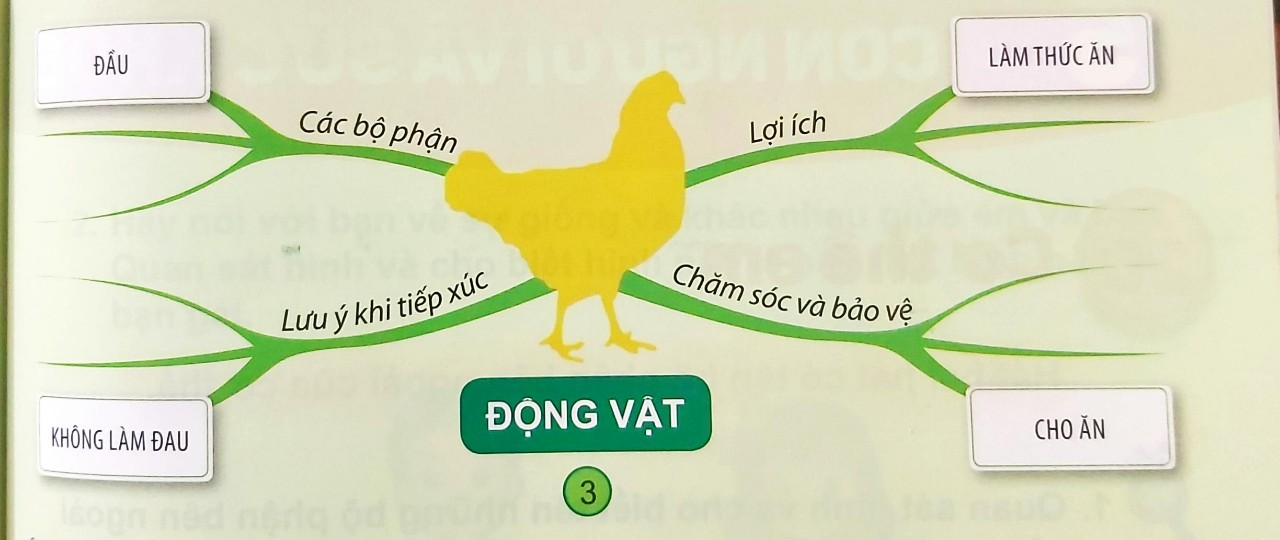 ĐẦU
LÀM THỨC ĂN
Các bộ phận
Lợi ích
Lưu ý khi tiếp xúc
Chăm sóc và bảo vệ
KHÔNG LÀM ĐAU
ĐỘNG VẬT
CHO ĂN
3